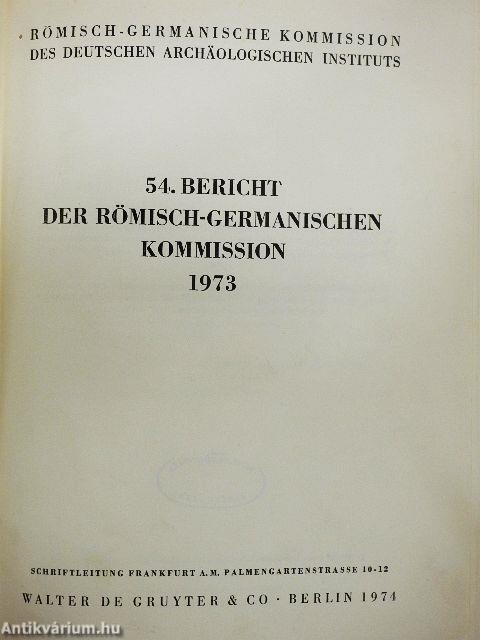 RÖMISCH-GERMANISCHE KOMMISSION
DES DEUTSCHEN ARCHÄOLOGISCHEN INSTITUTS
54. BERICHT
DER RÖMISCH-GERMANISCHEN
KOMMISSION
1973
SCHRIFTLEITUNG FRANKFURT A.M. PALMENGARTENSTRASSE 10-12
WALTER DE GRUYTER & CO · BERLIN 1974
Antikvárium.hu